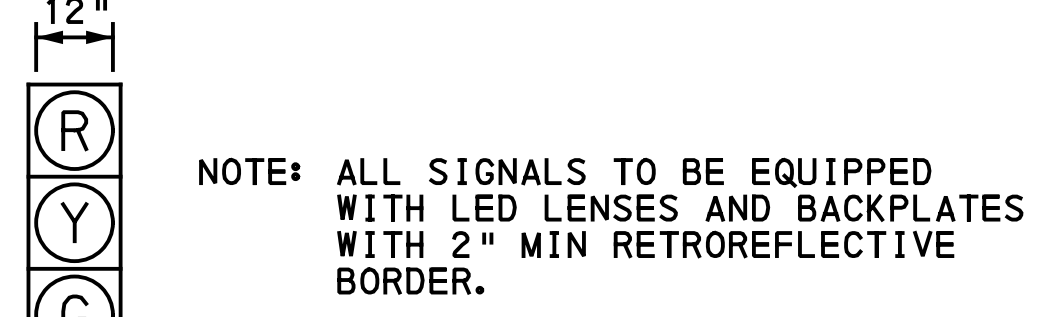 12"
R
Y
G
NOTE: ALL SIGNALS TO BE EQUIPPED
WITH LED LENSES AND BACKPLATES
WITH 2" MIN RETROREFLECTIVE
BORDER.